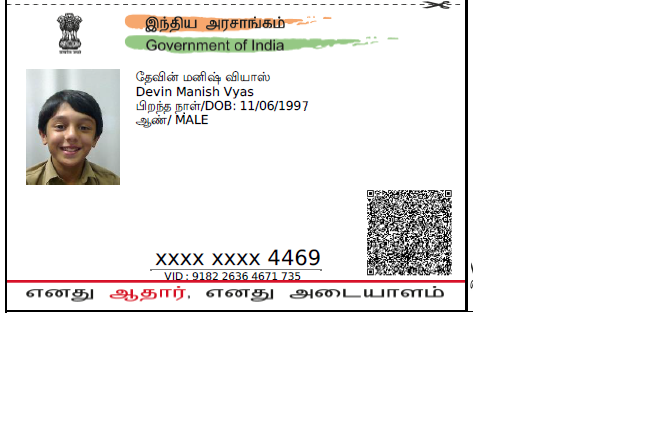 இந்திய அரசாங்கம்
Government of India
தேவின் மனிஷ் வியாஸ்
Devin Manish Vyas
பிறந்த நாள்/DOB: 11/06/1997
ஆண்/ MALE
xxxx xxxx 4469
VID : 9182 2636 4671 735
எனது ஆதார், எனது அடையாளம்